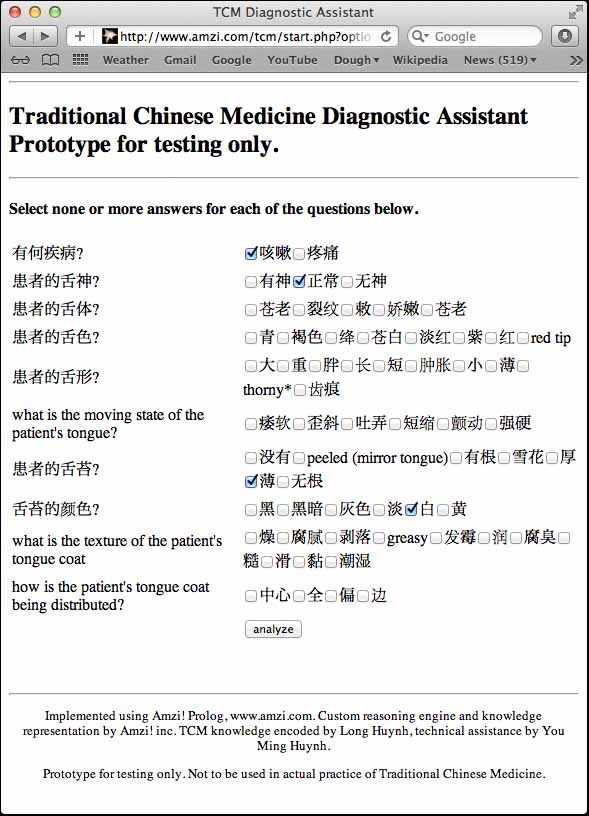 TCM Diagnostic Assistant
http://www.amzi.com/tcm/start.php?optio
Google
Weather Gmail Google YouTube Dough Wikipedia News (519)
Traditional Chinese Medicine Diagnostic Assistant
Prototype for testing only.
Select none or more answers for each of the questions below.
有何疾病? 咳嗽 疼痛
患者的舌神? 有神 正常 无神
患者的舌体? 苍老 裂纹 敕 娇嫩 苍老
患者的舌色? 青 褐色 绛 苍白 淡红 紫 红 red tip
患者的舌形? 大 重 胖 长 短 肿胀 小 薄
thorny* 齿痕
what is the moving state of the
patient's tongue? 痿软 歪斜 吐弄 短缩 颤动 强硬
患者的舌苔? 没有 peeled (mirror tongue) 有根 雪花 厚
薄 无根
舌苔的颜色? 黑 黑暗 灰色 淡 白 黄
what is the texture of the patient's
tongue coat 燥 腐腻 剥落 greasy 发霉 润 腐臭
糙 滑 黏 潮湿
how is the patient's tongue coat
being distributed? 中心 全 偏 边
analyze
Implemented using Amzi! Prolog, www.amzi.com. Custom reasoning engine and knowledge
representation by Amzi! inc. TCM knowledge encoded by Long Huynh, technical assistance by You
Ming Huynh.
Prototype for testing only. Not to be used in actual practice of Traditional Chinese Medicine.